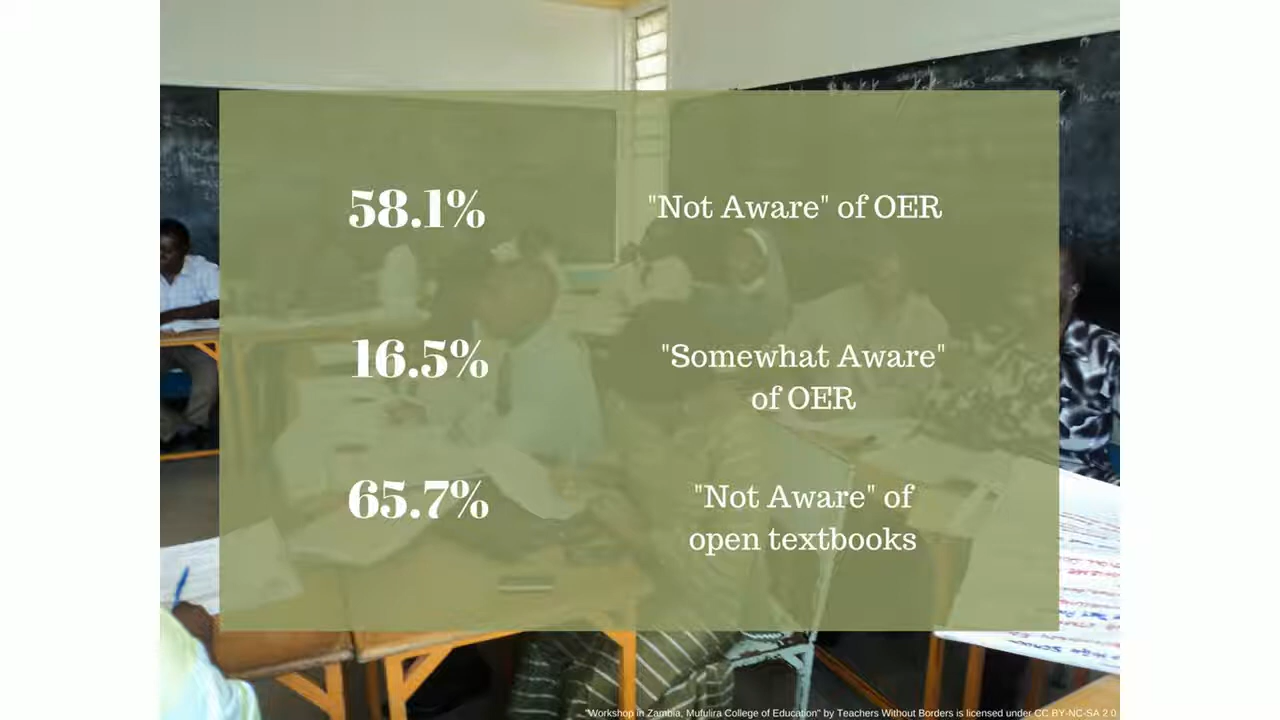 58.1%
"Not Aware" of OER
16.5%
"Somewhat Aware"
of OER
65.7%
"Not Aware" of
open textbooks
"Workshop in Zambia, Mufulira College of Education" by Teachers Without Borders is licensed under CC BY-NC-SA 2 0